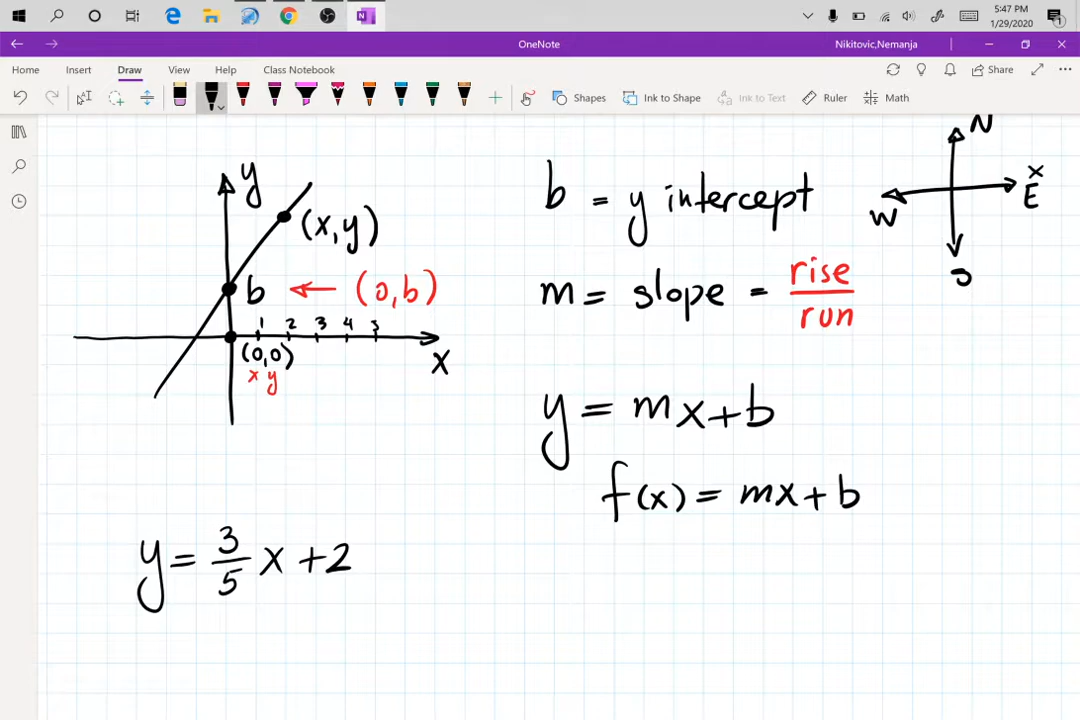 5:47 PM
1/29/2020
1
OneNote
Nikitovic,Nemanja
Home Insert Draw View Help Class Notebook
Share
Shapes Ink to Shape Ink to Text Ruler Math
N
W E x
S
y
(x,y)
b ← (0,b)
1 2 3 4 5
(0,0)
x y
x
b = y intercept
m = slope = rise/run
y = mx+b
f(x) = mx+b
y = 3/5 x +2